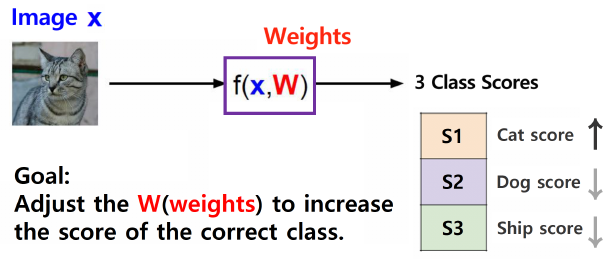 Image x
Weights
f(x,W)
3 Class Scores
S1 Cat score
S2 Dog score
S3 Ship score
Goal:
Adjust the W(weights) to increase
the score of the correct class.